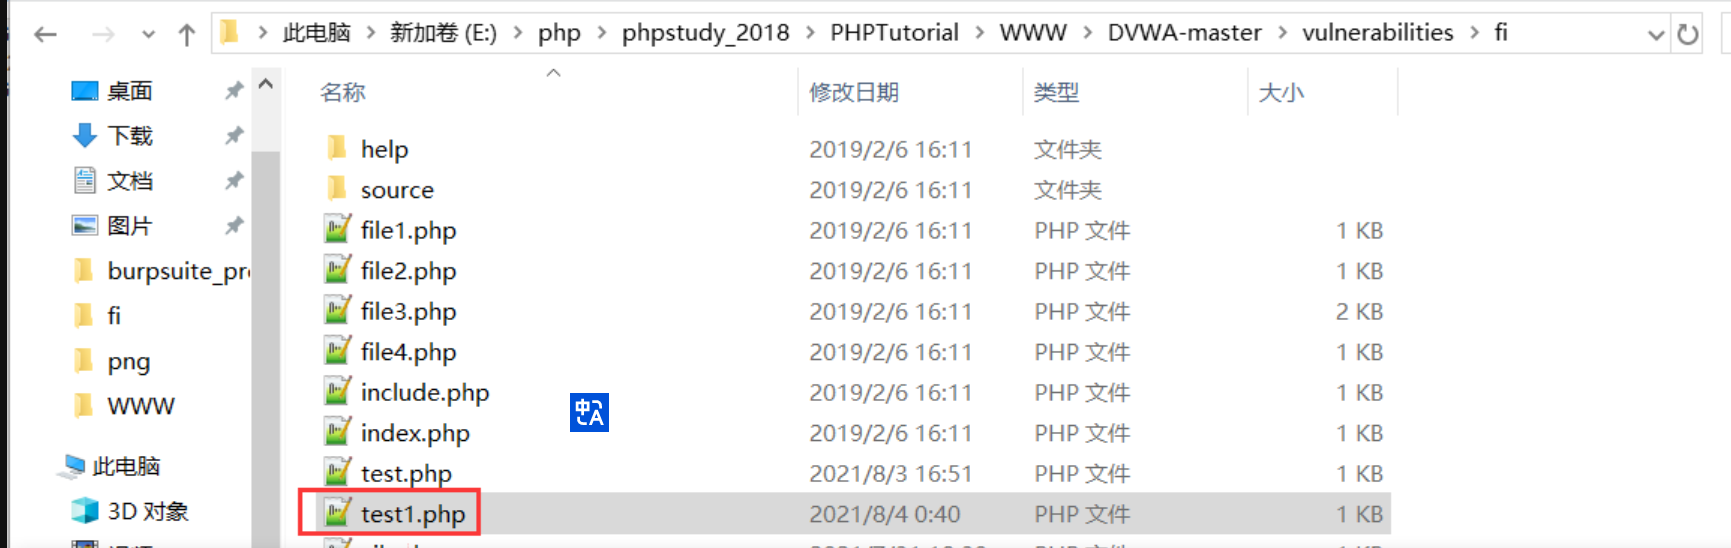 此电脑 > 新加卷 (E:) > php > phpstudy_2018 > PHPTutorial > WWW > DVWA-master > vulnerabilities > fi
桌面
下载
文档
图片
burpsuite_pr
fi
png
WWW
此电脑
3D 对象
名称 修改日期 类型 大小
help 2019/2/6 16:11 文件夹
source 2019/2/6 16:11 文件夹
file1.php 2019/2/6 16:11 PHP 文件 1 KB
file2.php 2019/2/6 16:11 PHP 文件 1 KB
file3.php 2019/2/6 16:11 PHP 文件 2 KB
file4.php 2019/2/6 16:11 PHP 文件 1 KB
include.php 2019/2/6 16:11 PHP 文件 1 KB
index.php 2019/2/6 16:11 PHP 文件 1 KB
test.php 2021/8/3 16:51 PHP 文件 1 KB
test1.php 2021/8/4 0:40 PHP 文件 1 KB
中 A